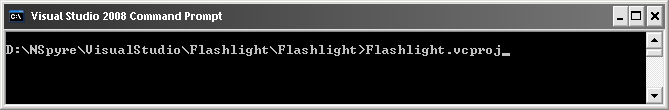 Visual Studio 2008 Command Prompt
D:\NSpyre\VisualStudio\Flashlight\Flashlight>Flashlight.vcproj_